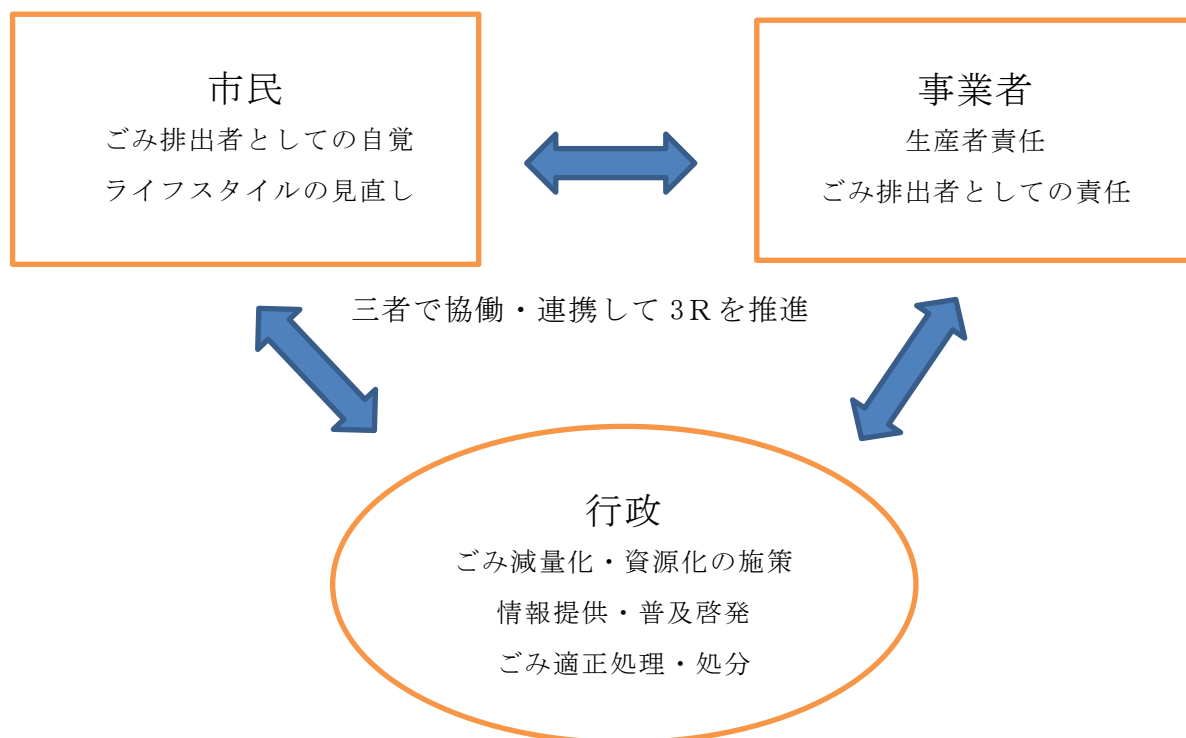 市民
ごみ排出者としての自覚
ライフスタイルの見直し
事業者
生産者責任
ごみ排出者としての責任
三者で協働・連携して 3Rを推進
行政
ごみ減量化・資源化の施策
情報提供・普及啓発
ごみ適正処理・処分